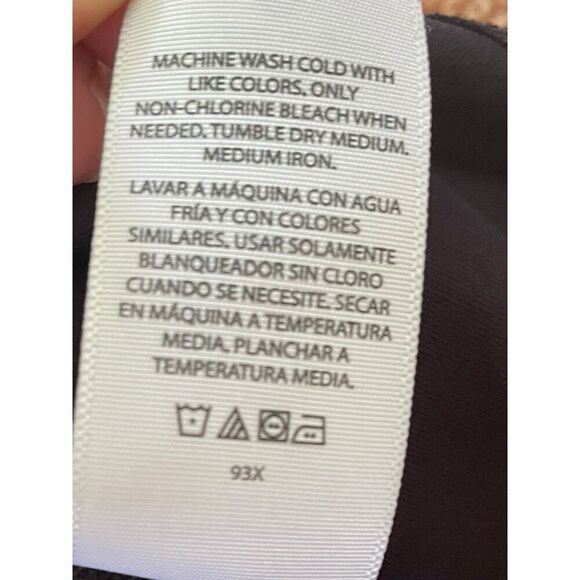 MACHINE WASH COLD WITH
LIKE COLORS. ONLY
NON-CHLORINE BLEACH WHEN
NEEDED. TUMBLE DRY MEDIUM.
MEDIUM IRON.
LAVAR A MÁQUINA CON AGUA
FRÍA Y CON COLORES
SIMILARES. USAR SOLAMENTE
BLANQUEADOR SIN CLORO
CUANDO SE NECESITE. SECAR
EN MÁQUINA A TEMPERATURA
MEDIA. PLANCHAR A
TEMPERATURA MEDIA.
93X